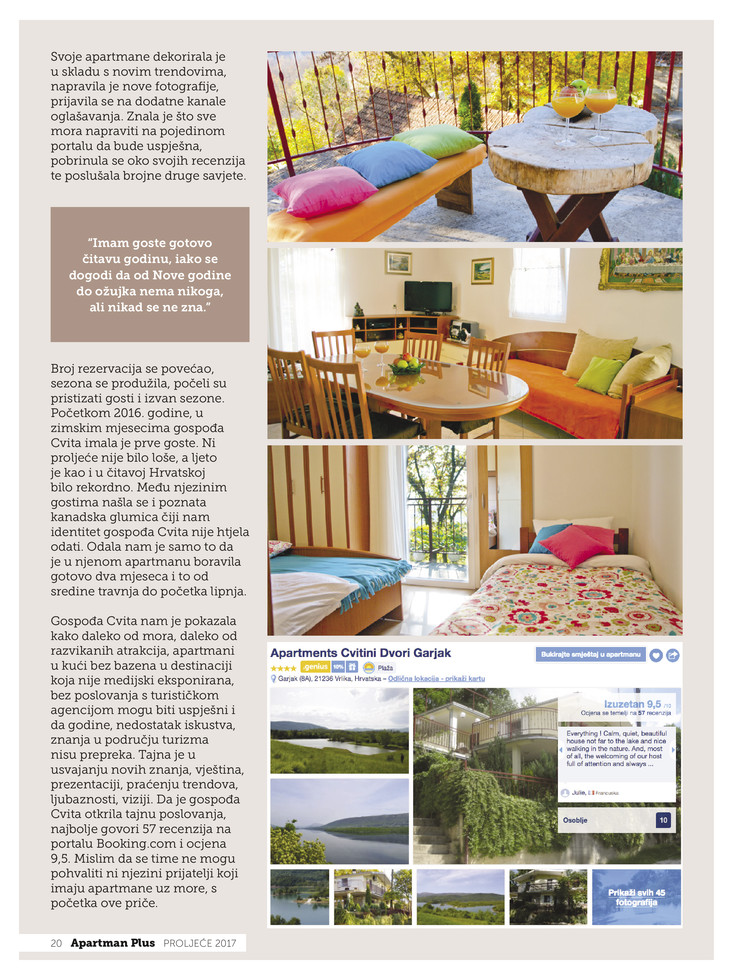 Svoje apartmane dekorirala je
u skladu s novim trendovima,
napravila je nove fotografije,
prijavila se na dodatne kanale
oglašavanja. Znala je što sve
mora napraviti na pojedinom
portalu da bude uspješna,
pobrinula se oko svojih recenzija
te poslušala brojne druge savjete.
"Imam goste gotovo
čitavu godinu, iako se
dogodi da od Nove godine
do ožujka nema nikoga,
ali nikad se ne zna."
Broj rezervacija se povećao,
sezona se produžila, počeli su
pristizati gosti i izvan sezone.
Početkom 2016. godine, u
zimskim mjesecima gospođa
Cvita imala je prve goste. Ni
proljeće nije bilo loše, a ljeto
je kao i u čitavoj Hrvatskoj
bilo rekordno. Među njezinim
gostima našla se i poznata
kanadska glumica čiji nam
identitet gospođa Cvita nije htjela
odati. Odala nam je samo to da
je u njenom apartmanu boravila
gotovo dva mjeseca i to od
sredine travnja do početka lipnja.
Gospođa Cvita nam je pokazala
kako daleko od mora, daleko od
razvikanih atrakcija, apartmani
u kući bez bazena u destinaciji
koja nije medijski eksponirana,
bez poslovanja s turističkom
agencijom mogu biti uspješni i
da godine, nedostatak iskustva,
znanja u području turizma
nisu prepreka. Tajna je u
usvajanju novih znanja, vještina,
prezentaciji, praćenju trendova,
ljubaznosti, viziji. Da je gospođa
Cvita otkrila tajnu poslovanja,
najbolje govori 57 recenzija na
portalu Booking.com i ocjena
9,5. Mislim da se time ne mogu
pohvaliti ni njezini prijatelji koji
imaju apartmane uz more, s
početka ove priče.
Apartments Cvitini Dvori Garjak
Bukirajte smještaj u apartmanu
.genius 10% Plaža
Garjak (BA), 21236 Vrlika, Hrvatska – Odlična lokacija - prikaži kartu
Izuzetan 9,5 /10
Ocjena se temelji na 57 recenzija
Everything ! Calm, quiet, beautiful
house not far to the lake and nice
walking in the nature. And, most
of all, the welcoming of our host
full of attention and always ...
Julie, Francuska
Osoblje 10
Prikaži svih 45
fotografija
20 Apartman Plus PROLJEĆE 2017